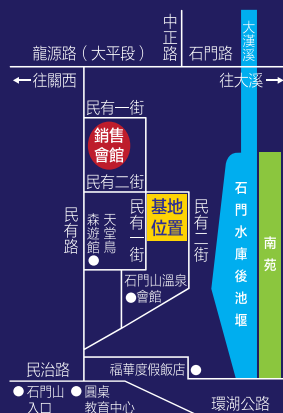 中正路
大漢溪
龍源路(大平段)
石門路
往關西
往大溪
民有一街
銷售
會館
民有二街
民有路
森遊館
天堂鳥
民有一街
基地
位置
民有二街
石門水庫後池堰
南苑
石門山溫泉
會館
民治路
福華度假飯店
石門山
入口
圓桌
教育中心
環湖公路